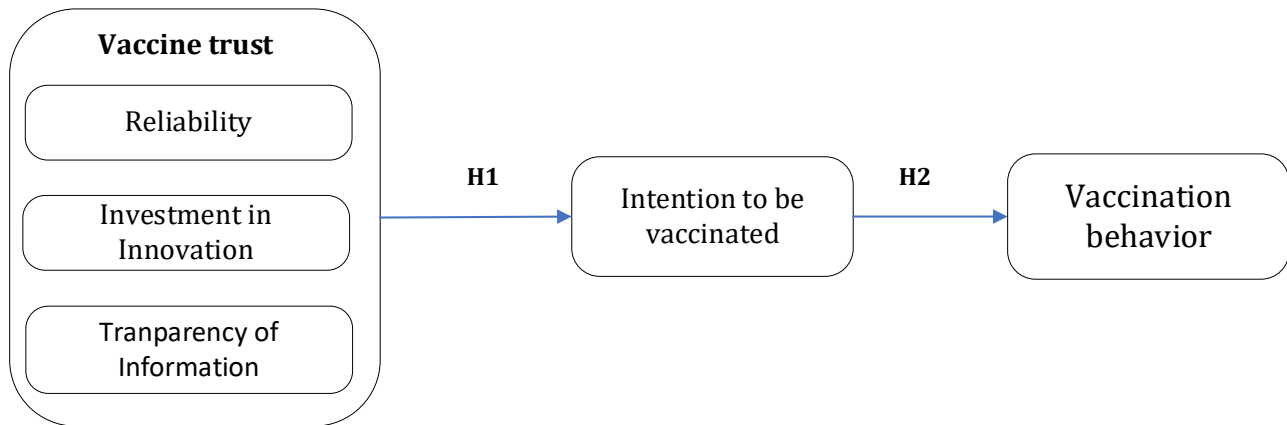 Vaccine trust
Reliability
Investment in
Innovation
Tranparency of
Information
H1
Intention to be
vaccinated
H2
Vaccination
behavior